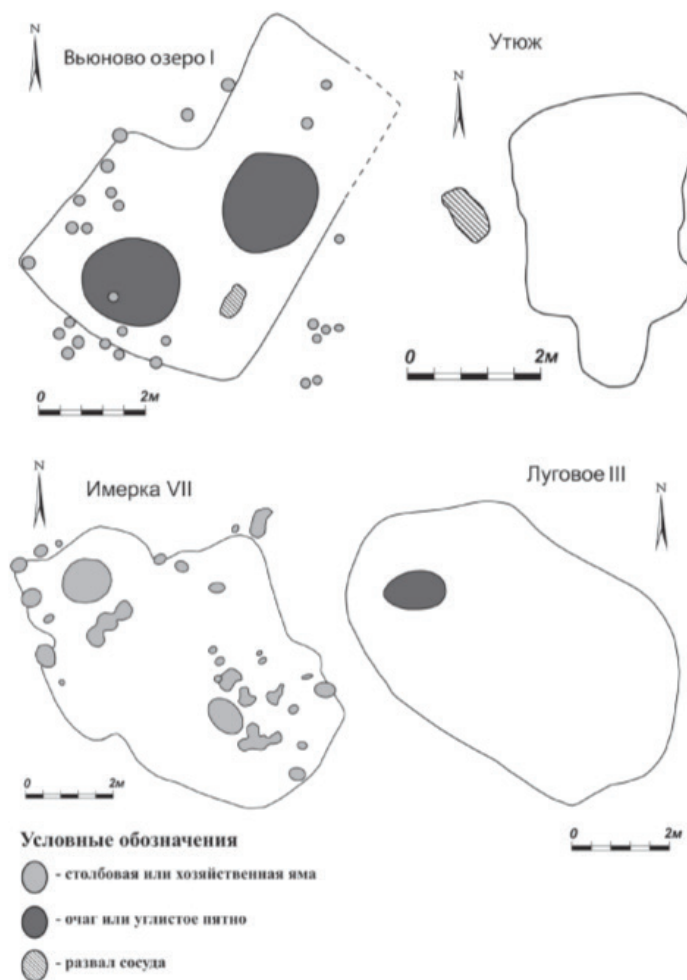 N
Вьюново озеро I
0 2м
Утюж
N
0 2м
N
Имерка VII
0 2м
Луговое III
N
0 2м
Условные обозначения
- столбовая или хозяйственная яма
- очаг или углистое пятно
- развал сосуда